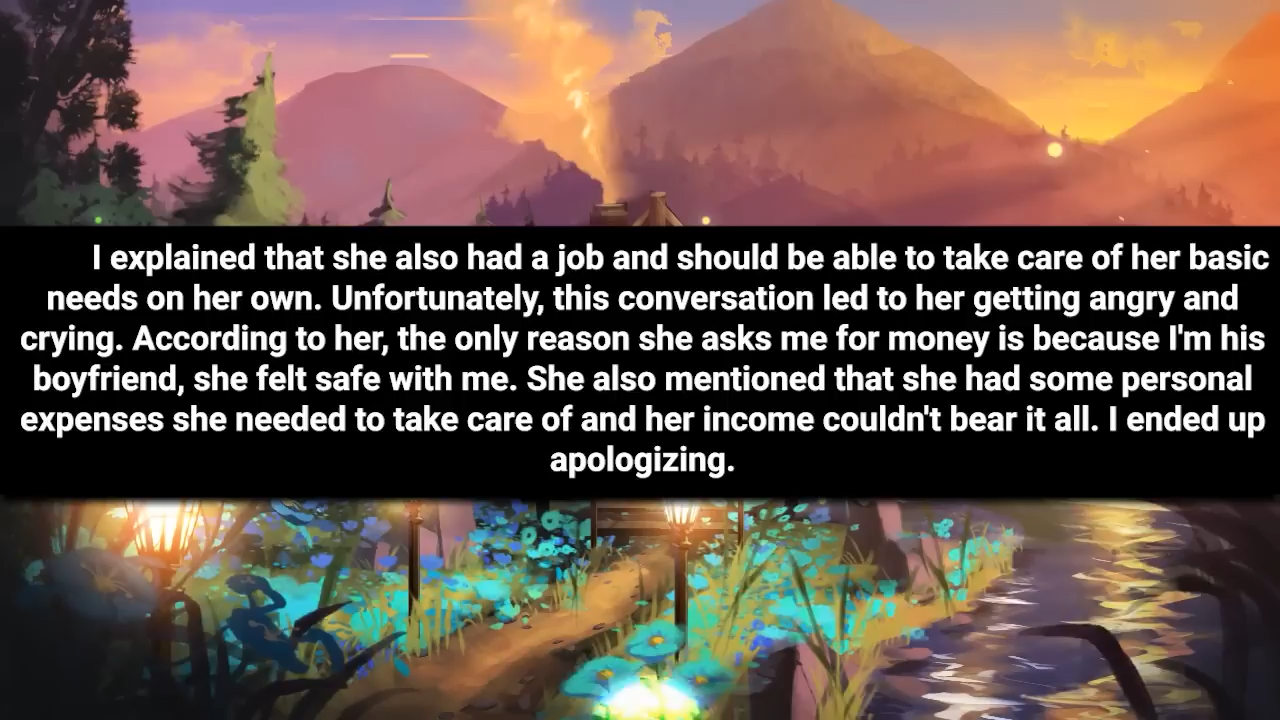 I explained that she also had a job and should be able to take care of her basic
needs on her own. Unfortunately, this conversation led to her getting angry and
crying. According to her, the only reason she asks me for money is because I'm his
boyfriend, she felt safe with me. She also mentioned that she had some personal
expenses she needed to take care of and her income couldn't bear it all. I ended up
apologizing.